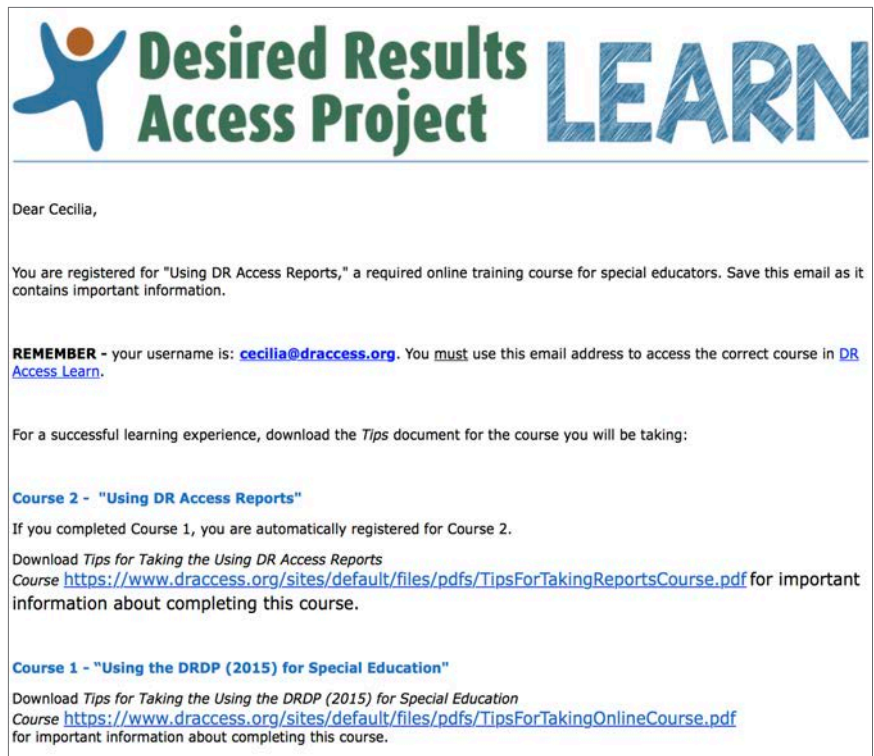 Desired Results
Access Project
LEARN
Dear Cecilia,
You are registered for "Using DR Access Reports," a required online training course for special educators. Save this email as it
contains important information.
REMEMBER - your username is: cecilia@draccess.org. You must use this email address to access the correct course in DR
Access Learn.
For a successful learning experience, download the Tips document for the course you will be taking:
Course 2 - "Using DR Access Reports"
If you completed Course 1, you are automatically registered for Course 2.
Download Tips for Taking the Using DR Access Reports
Course https://www.draccess.org/sites/default/files/pdfs/TipsForTakingReportsCourse.pdf for important
information about completing this course.
Course 1 - “Using the DRDP (2015) for Special Education"
Download Tips for Taking the Using the DRDP (2015) for Special Education
Course https://www.draccess.org/sites/default/files/pdfs/TipsForTakingOnlineCourse.pdf
for important information about completing this course.